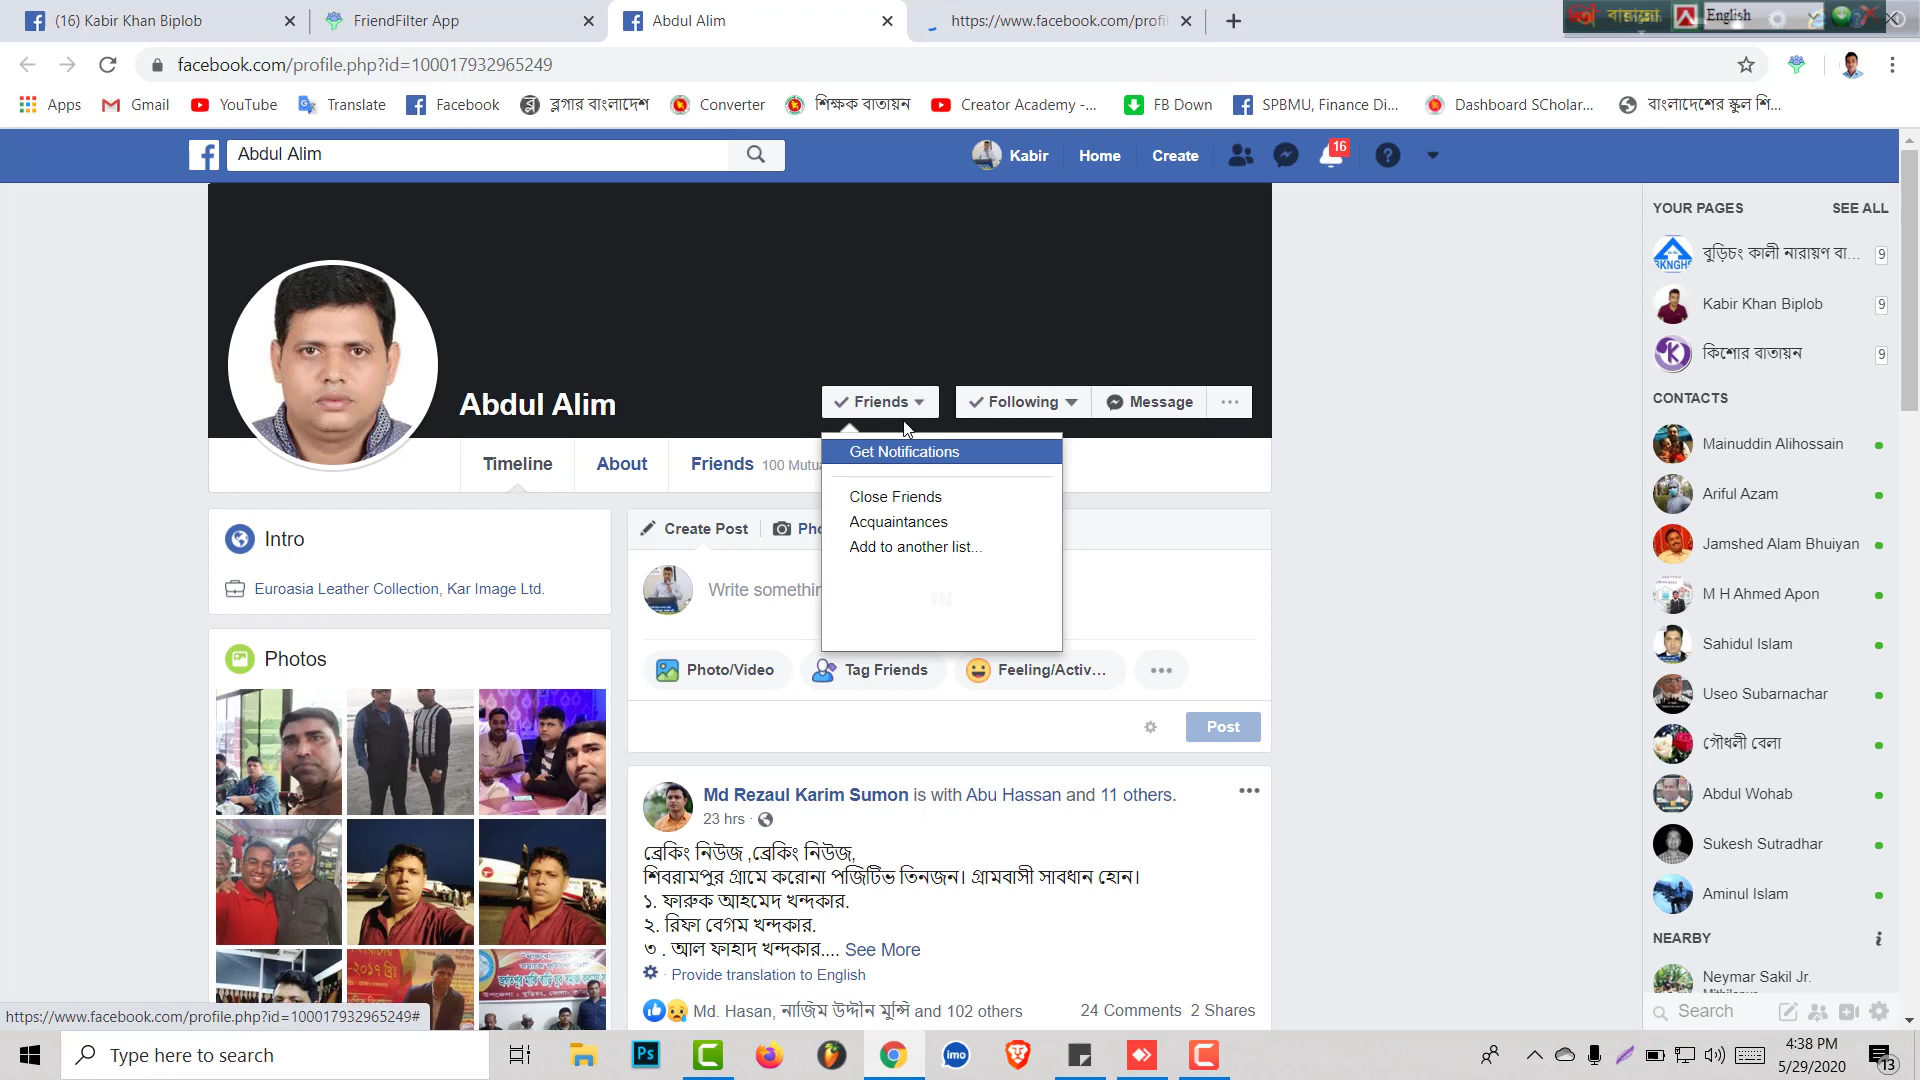 (16) Kabir Khan Biplob
FriendFilter App
Abdul Alim
https://www.facebook.com/profil
English
facebook.com/profile.php?id=100017932965249
Apps
Gmail
YouTube
Translate
Facebook
ব্লগার বাংলাদেশ
Converter
শিক্ষক বাতায়ন
Creator Academy -...
FB Down
SPBMU, Finance Di...
Dashboard SCholar...
বাংলাদেশের স্কুল শি...
Abdul Alim
Kabir
Home
Create
16
YOUR PAGES
SEE ALL
বুড়িচং কালী নারায়ণ বা...
9
Kabir Khan Biplob
9
কিশোর বাতায়ন
9
CONTACTS
Mainuddin Alihossain
Ariful Azam
Jamshed Alam Bhuiyan
M H Ahmed Apon
Sahidul Islam
Useo Subarnachar
গৌধলী বেলা
Abdul Wohab
Sukesh Sutradhar
Aminul Islam
NEARBY
Neymar Sakil Jr.
Search
Abdul Alim
Friends
Following
Message
Get Notifications
Close Friends
Acquaintances
Add to another list...
Timeline
About
Friends 100 Mutu
Intro
Euroasia Leather Collection, Kar Image Ltd.
Photos
Create Post
Pho
Write somethin
Photo/Video
Tag Friends
Feeling/Activ...
Post
Md Rezaul Karim Sumon is with Abu Hassan and 11 others.
23 hrs ·
ব্রেকিং নিউজ ,ব্রেকিং নিউজ,
শিবরামপুর গ্রামে করোনা পজিটিভ তিনজন। গ্রামবাসী সাবধান হোন।
১. ফারুক আহমেদ খন্দকার.
২. রিফা বেগম খন্দকার.
৩ . আল ফাহাদ খন্দকার.... See More
· Provide translation to English
Md. Hasan, নাজিম উদ্দীন মুন্সি and 102 others
24 Comments 2 Shares
https://www.facebook.com/profile.php?id=100017932965249#
Type here to search
Ps
imo
4:38 PM
5/29/2020
13